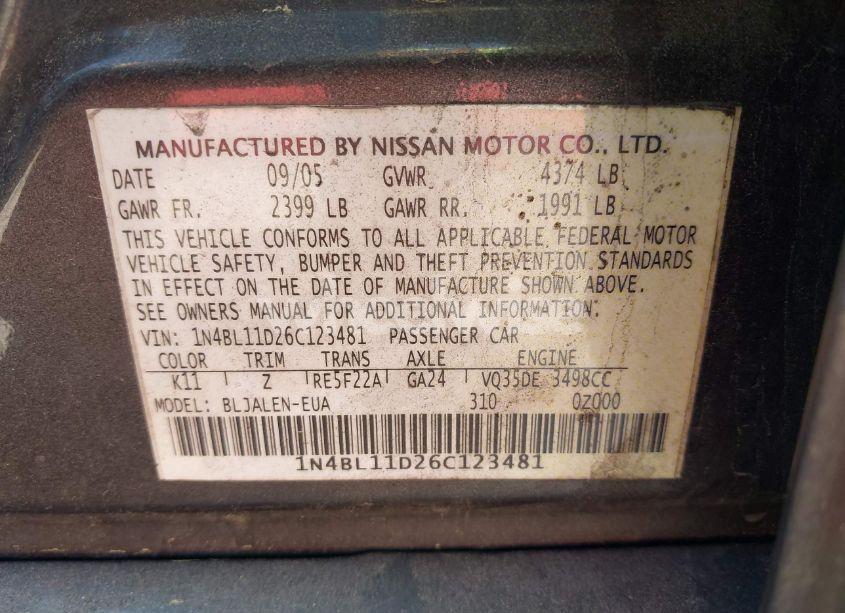 MANUFACTURED BY NISSAN MOTOR CO., LTD.
DATE 09/05 GVWR 4374 LB
GAWR FR. 2399 LB GAWR RR. 1991 LB
THIS VEHICLE CONFORMS TO ALL APPLICABLE FEDERAL MOTOR
VEHICLE SAFETY, BUMPER AND THEFT PREVENTION STANDARDS
IN EFFECT ON THE DATE OF MANUFACTURE SHOWN ABOVE.
SEE OWNERS MANUAL FOR ADDITIONAL INFORMATION:
VIN: 1N4BL11D26C123481 PASSENGER CAR
COLOR TRIM TRANS AXLE ENGINE
K11 Z RE5F22A GA24 VQ35DE 3498CC
MODEL: BLJALEN-EUA 310 0Z000
1N4BL11D26C123481